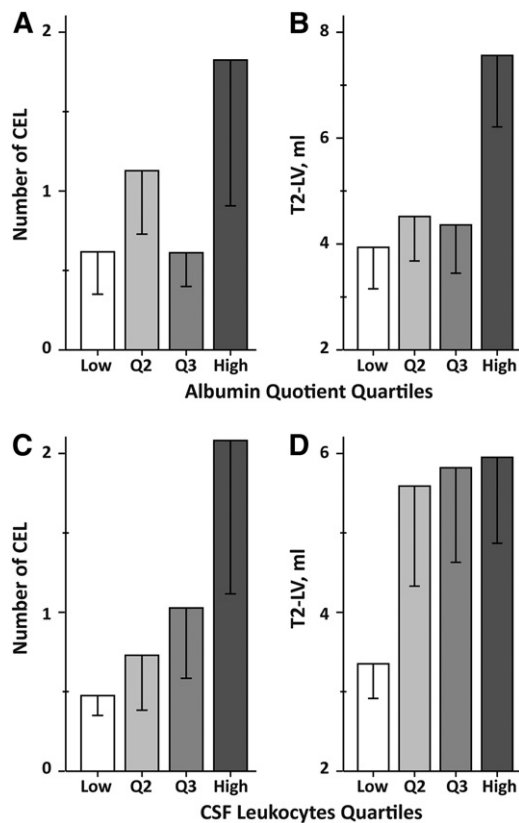 A
B
2
1
0
Number of CEL
8
6
4
2
T2-LV, ml
Low Q2 Q3 High
Low Q2 Q3 High
Albumin Quotient Quartiles
C
D
2
1
0
Number of CEL
6
4
2
T2-LV, ml
Low Q2 Q3 High
Low Q2 Q3 High
CSF Leukocytes Quartiles